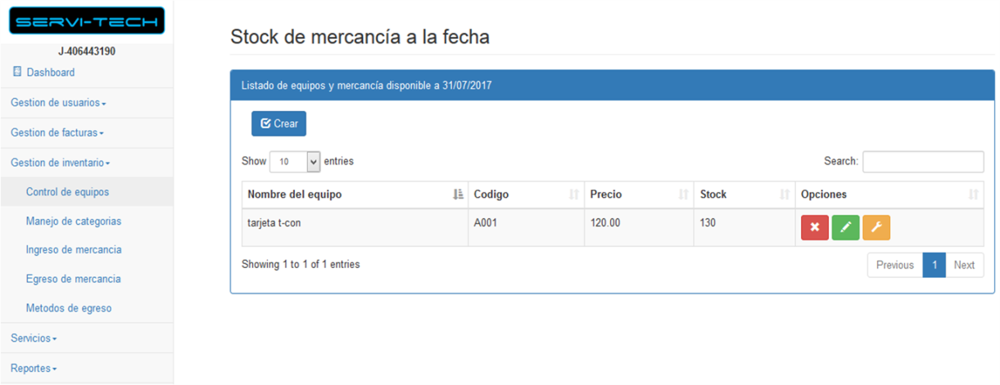 SERVI-TECH
J-406443190
Dashboard
Gestion de usuarios
Gestion de facturas
Gestion de inventario
Control de equipos
Manejo de categorias
Ingreso de mercancia
Egreso de mercancia
Metodos de egreso
Servicios
Reportes
Stock de mercancía a la fecha
Listado de equipos y mercancía disponible a 31/07/2017
Crear
Show 10 entries Search:
Nombre del equipo Codigo Precio Stock Opciones
tarjeta t-con A001 120.00 130
Showing 1 to 1 of 1 entries Previous 1 Next